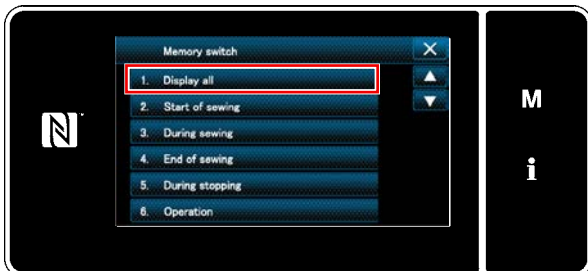 Memory switch
1. Display all
2. Start of sewing
3. During sewing
4. End of sewing
5. During stopping
6. Operation
N
M
i